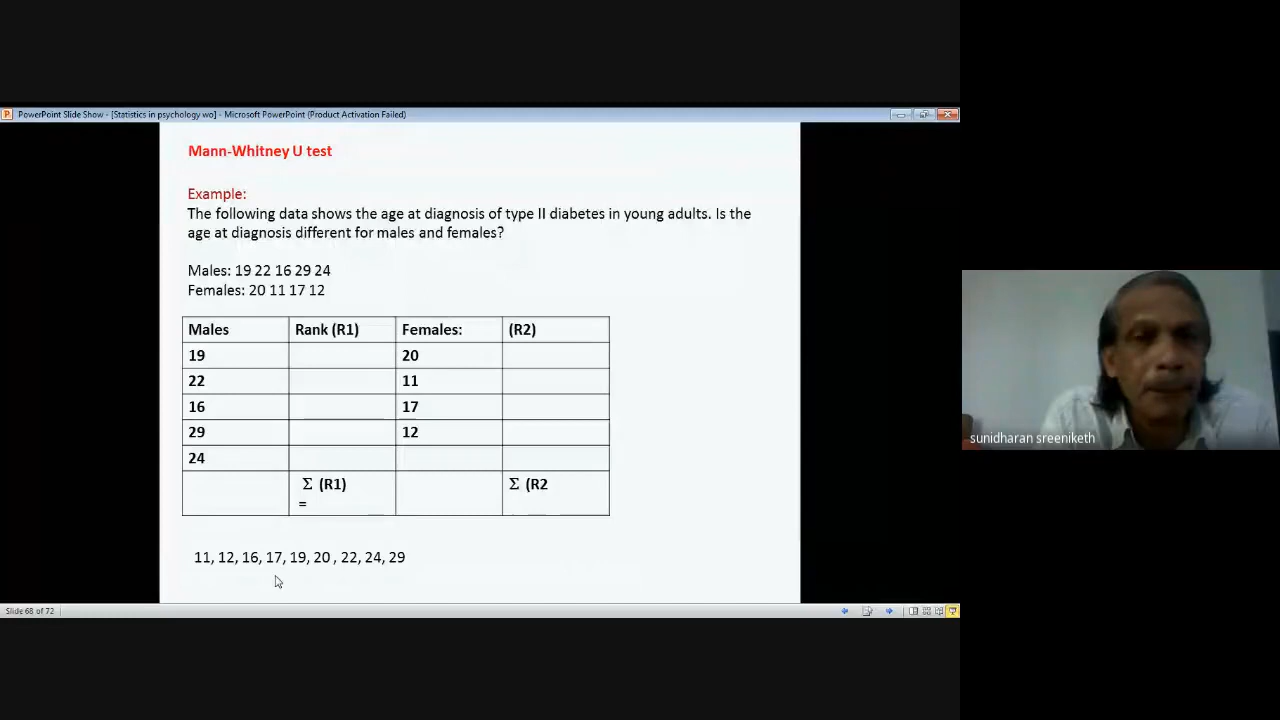 PowerPoint Slide Show - [Statistics in psychology wo] - Microsoft PowerPoint (Product Activation Failed)
Mann-Whitney U test
Example:
The following data shows the age at diagnosis of type II diabetes in young adults. Is the
age at diagnosis different for males and females?
Males: 19 22 16 29 24
Females: 20 11 17 12
Males Rank (R1) Females: (R2)
19 20
22 11
16 17
29 12
24
Σ (R1) Σ (R2
=
11, 12, 16, 17, 19, 20 , 22, 24, 29
sunidharan sreeniketh
Slide 68 of 72